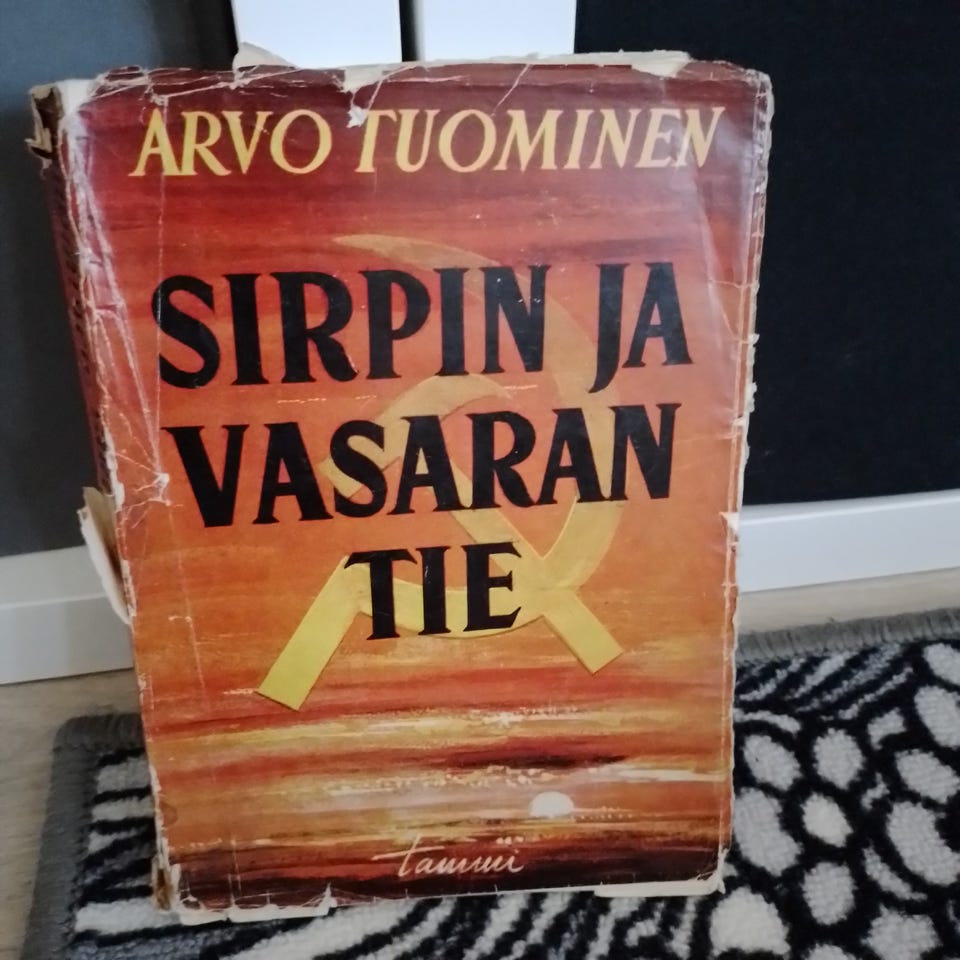 ARVO TUOMINEN
SIRPIN JA
VASARAN
TIE
tammi